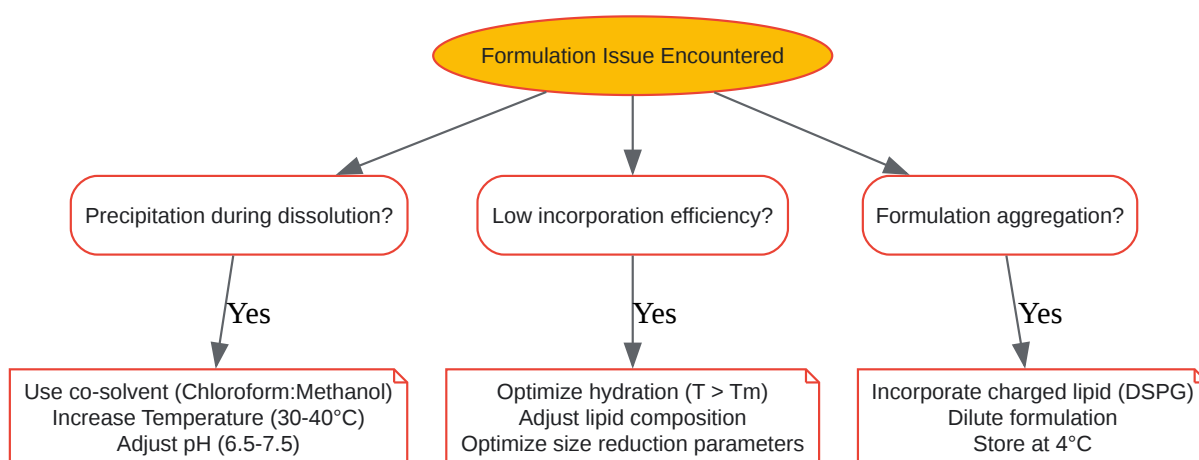 Formulation Issue Encountered
Precipitation during dissolution?
Low incorporation efficiency?
Formulation aggregation?
Yes
Yes
Yes
Use co-solvent (Chloroform:Methanol)
Increase Temperature (30-40°C)
Adjust pH (6.5-7.5)
Optimize hydration (T > Tm)
Adjust lipid composition
Optimize size reduction parameters
Incorporate charged lipid (DSPG)
Dilute formulation
Store at 4°C